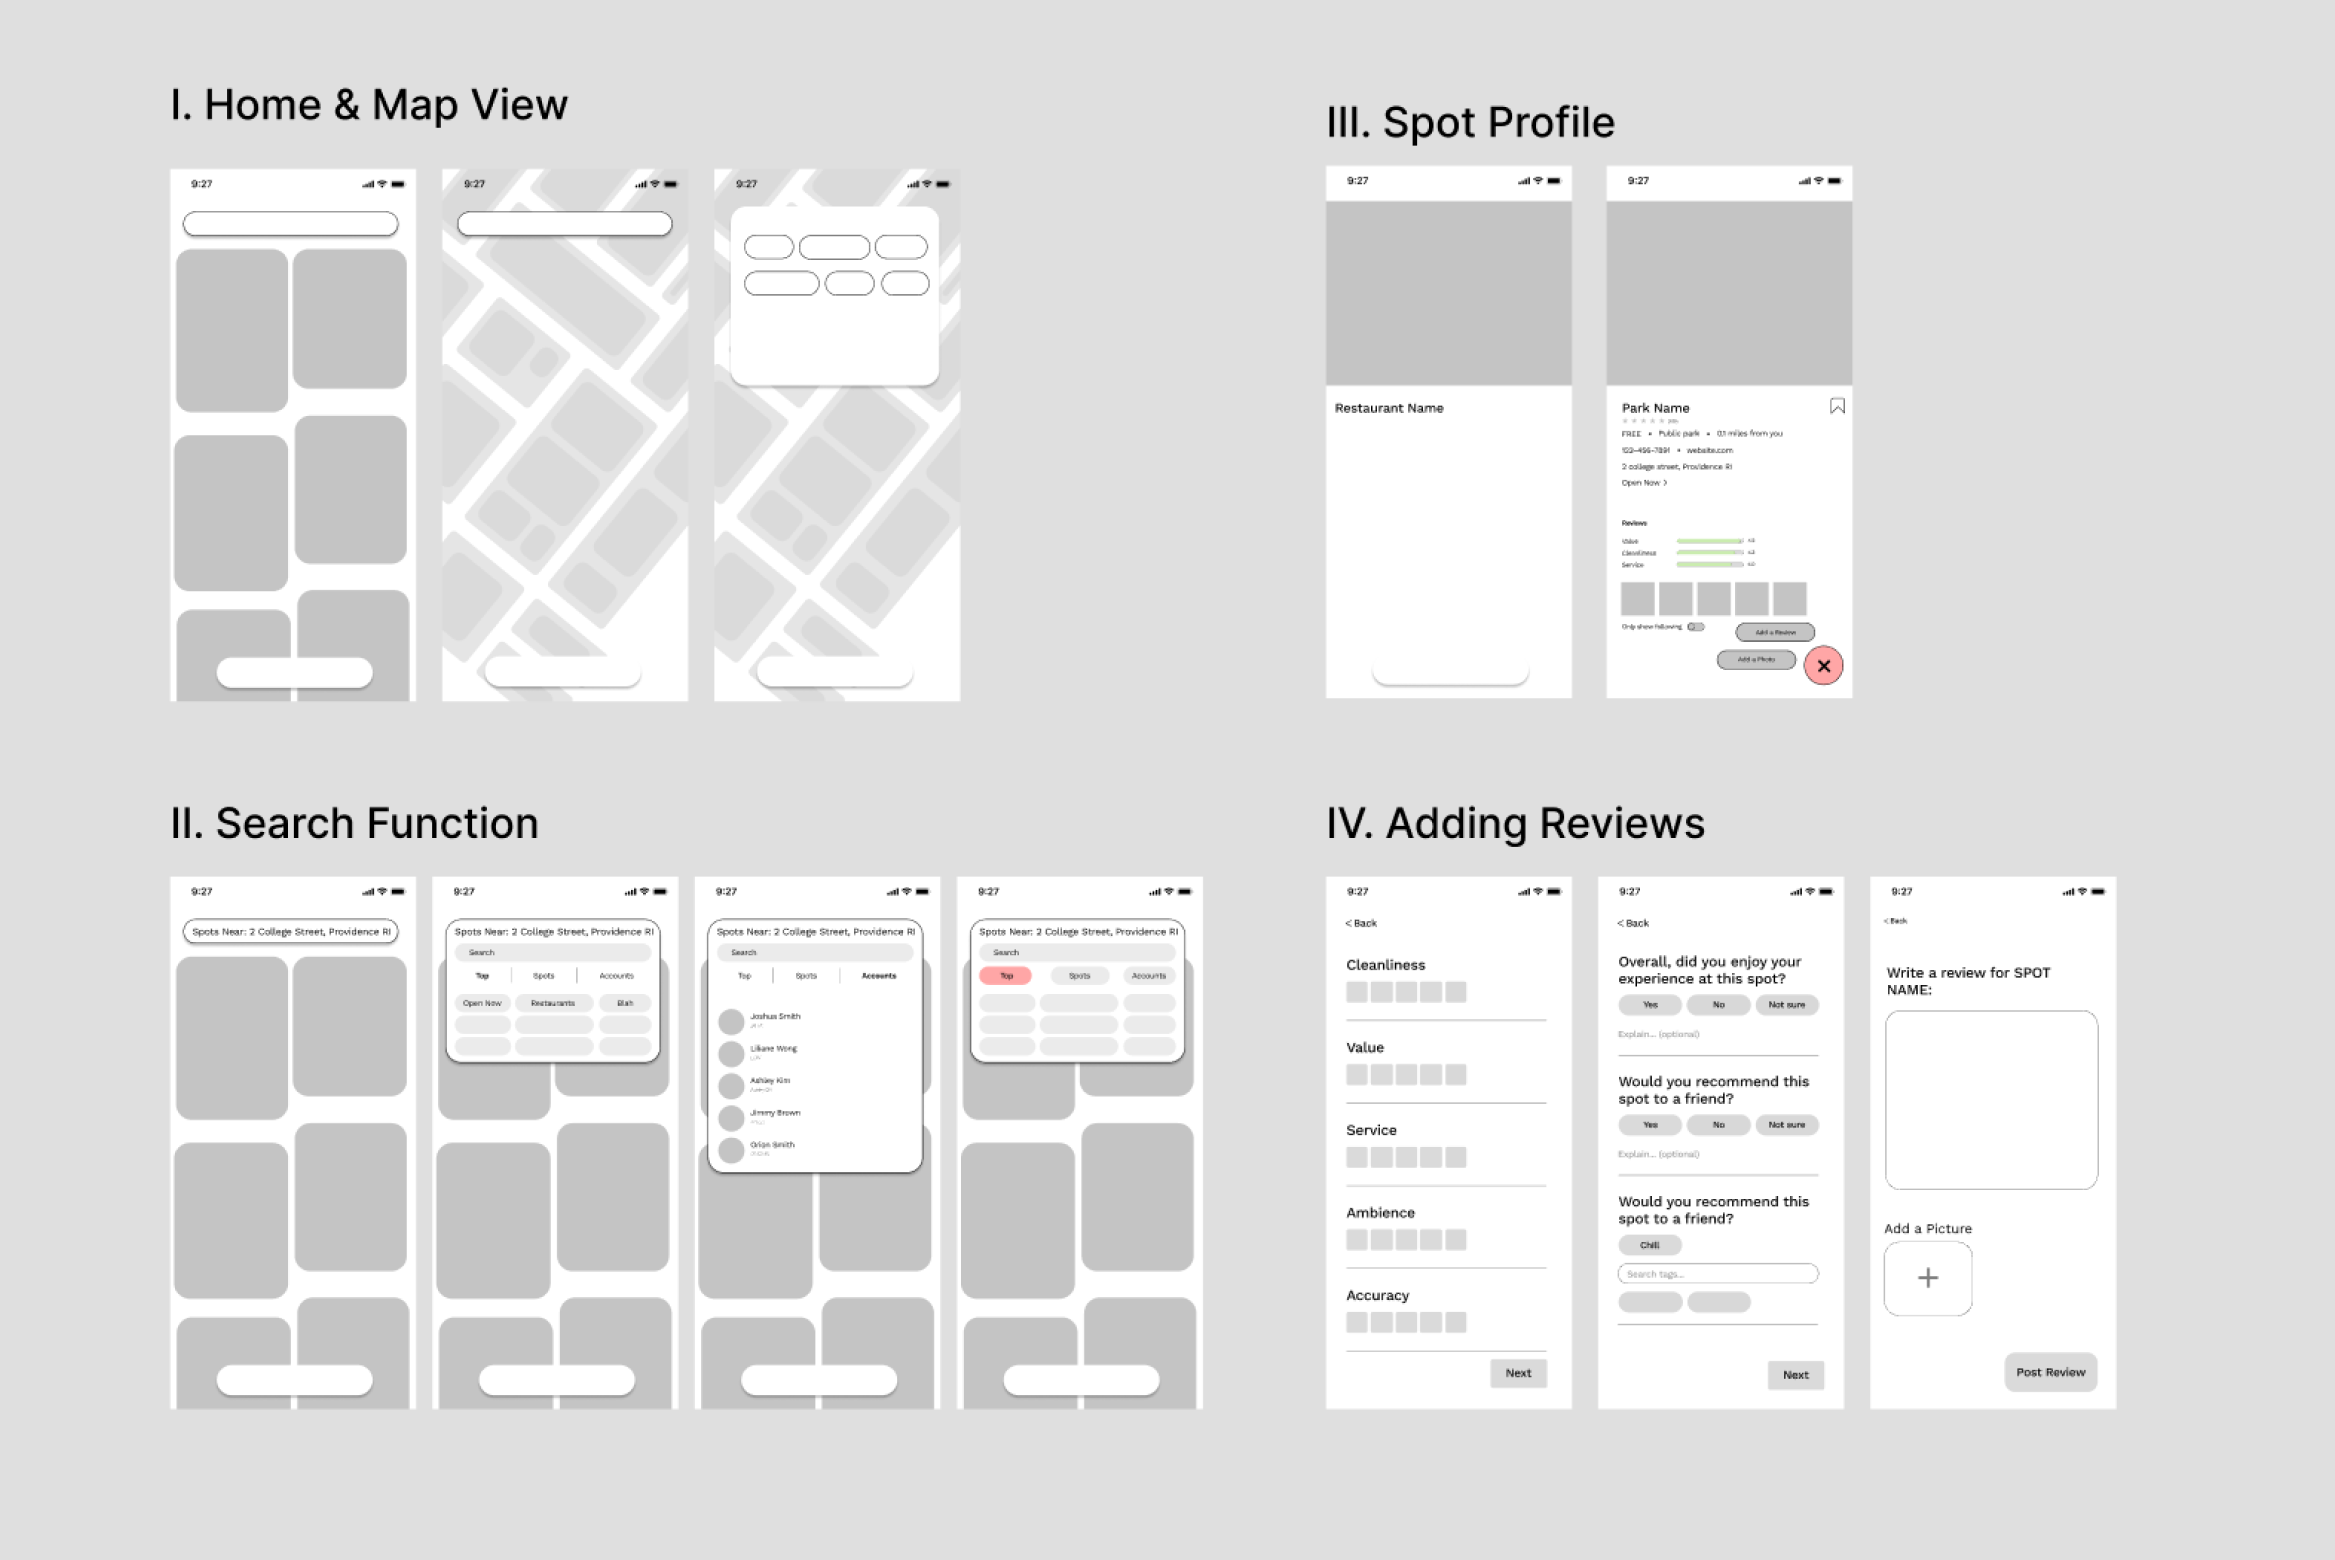 I. Home & Map View
9:27
9:27
9:27
III. Spot Profile
9:27
Restaurant Name
9:27
Park Name
FREE • Public park • 0.1 miles from you
123-456-7891 • website.com
2 college street, Providence RI
Open Now >
Reviews
Value
Cleanliness
Service
Only show following
Add a Review
Add a Photo
II. Search Function
9:27
Spots Near: 2 College Street, Providence RI
9:27
Spots Near: 2 College Street, Providence RI
Search
Top Spots Accounts
Open Now Restaurants Blah
9:27
Spots Near: 2 College Street, Providence RI
Search
Top Spots Accounts
Joshua Smith
Liliane Wong
Ashley Kim
Jimmy Brown
Orion Smith
9:27
Spots Near: 2 College Street, Providence RI
Search
Top Spots Accounts
IV. Adding Reviews
9:27
< Back
Cleanliness
Value
Service
Ambience
Accuracy
Next
9:27
< Back
Overall, did you enjoy your
experience at this spot?
Yes No Not sure
Explain... (optional)
Would you recommend this
spot to a friend?
Yes No Not sure
Explain... (optional)
Would you recommend this
spot to a friend?
Chill
Search tags...
Next
9:27
< Back
Write a review for SPOT
NAME:
Add a Picture
Post Review